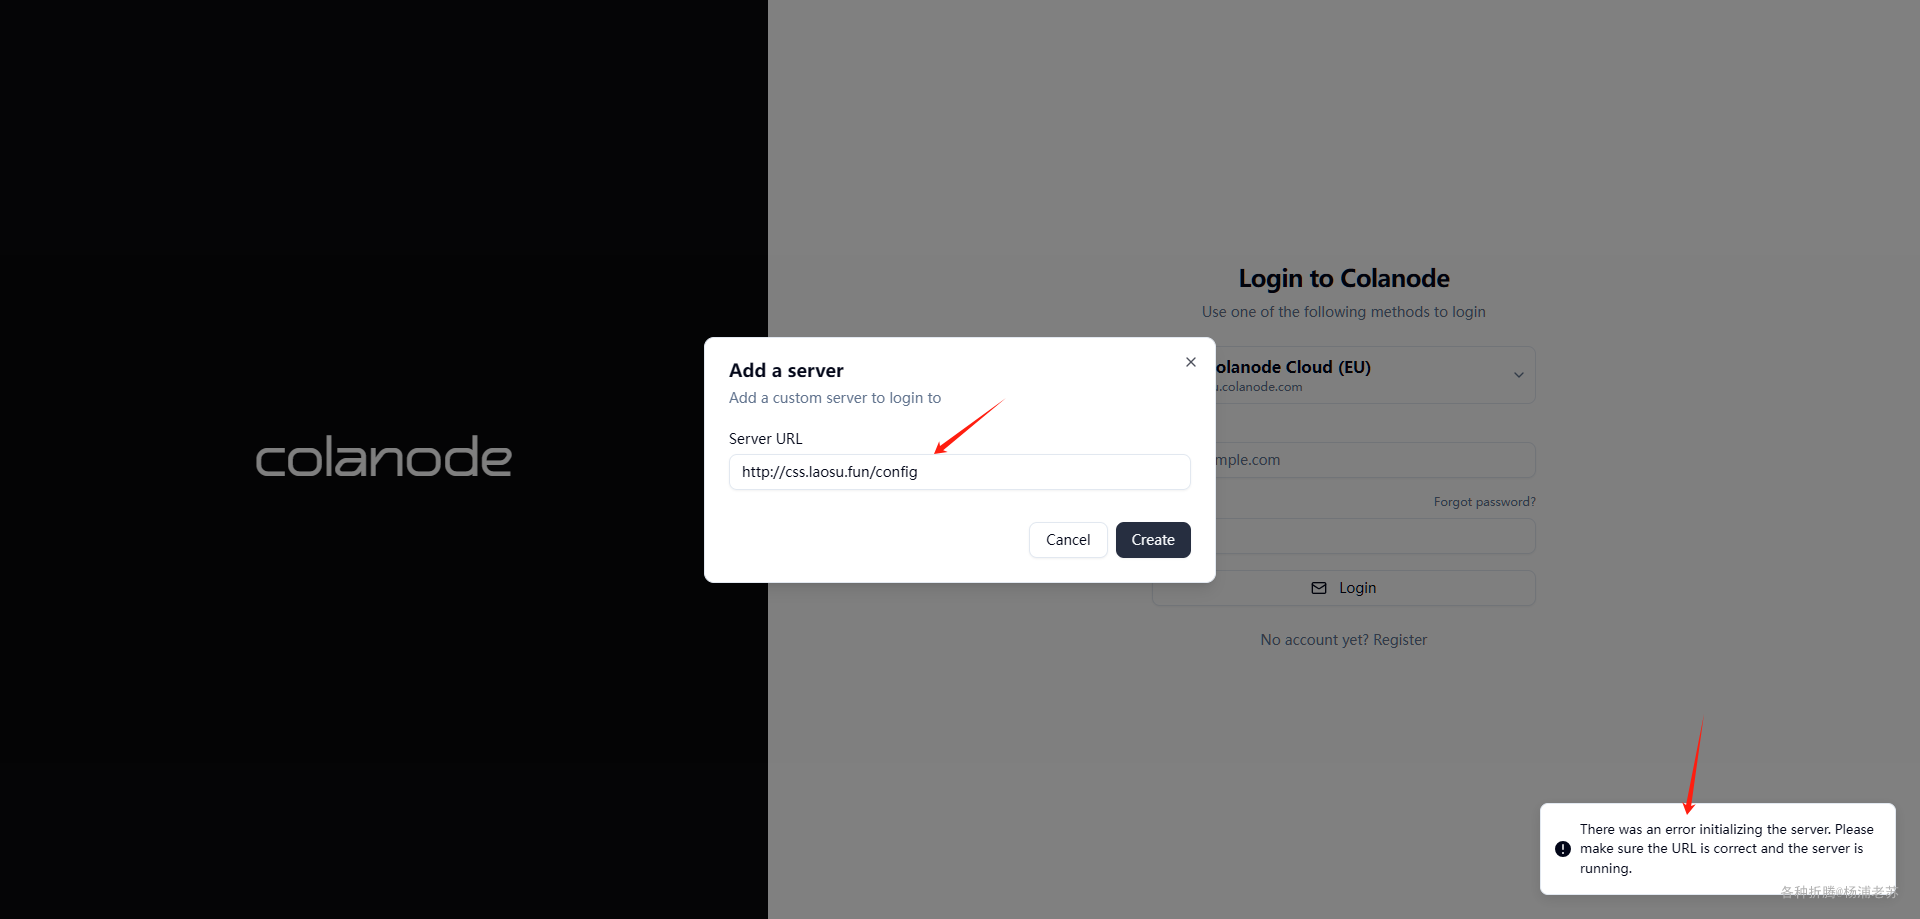 colanode
Login to Colanode
Use one of the following methods to login
olanode Cloud (EU)
.colanode.com
mple.com
Forgot password?
Login
No account yet? Register
Add a server
Add a custom server to login to
Server URL
http://css.laosu.fun/config
Cancel
Create
There was an error initializing the server. Please
make sure the URL is correct and the server is
running.
各种折腾@杨浦老苏